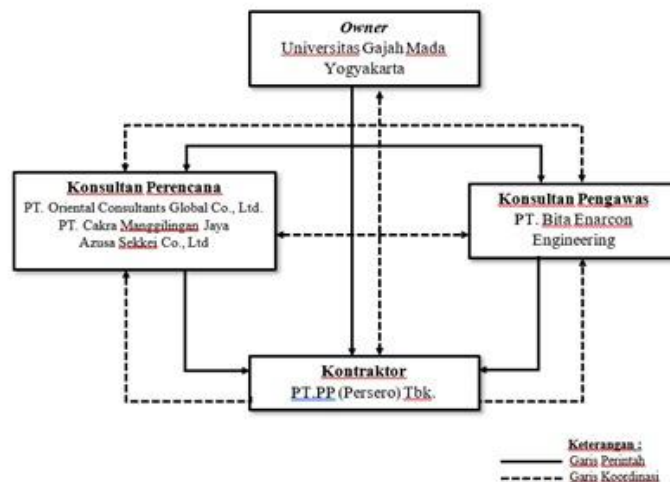 Owner
Universitas Gajah Mada
Yogyakarta
Konsultan Perencana
PT. Oriental Consultants Global Co., Ltd.
PT. Cakra Manggilingan Jaya
Azusa Sekkei Co., Ltd
Konsultan Pengawas
PT. Bita Enarcon
Engineering
Kontraktor
PT.PP (Persero) Tbk.
Keterangan :
Garis Perintah
Garis Koordinasi